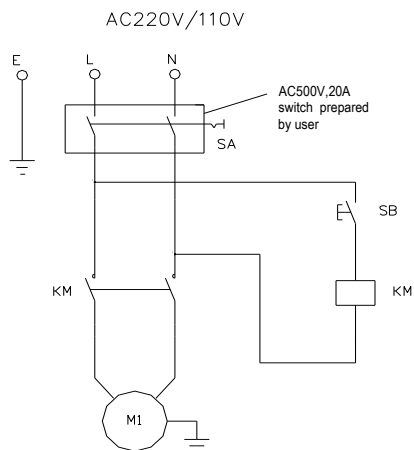 AC220V/110V
E
L
N
AC500V,20A
switch prepared
by user
SA
SB
KM
KM
M1